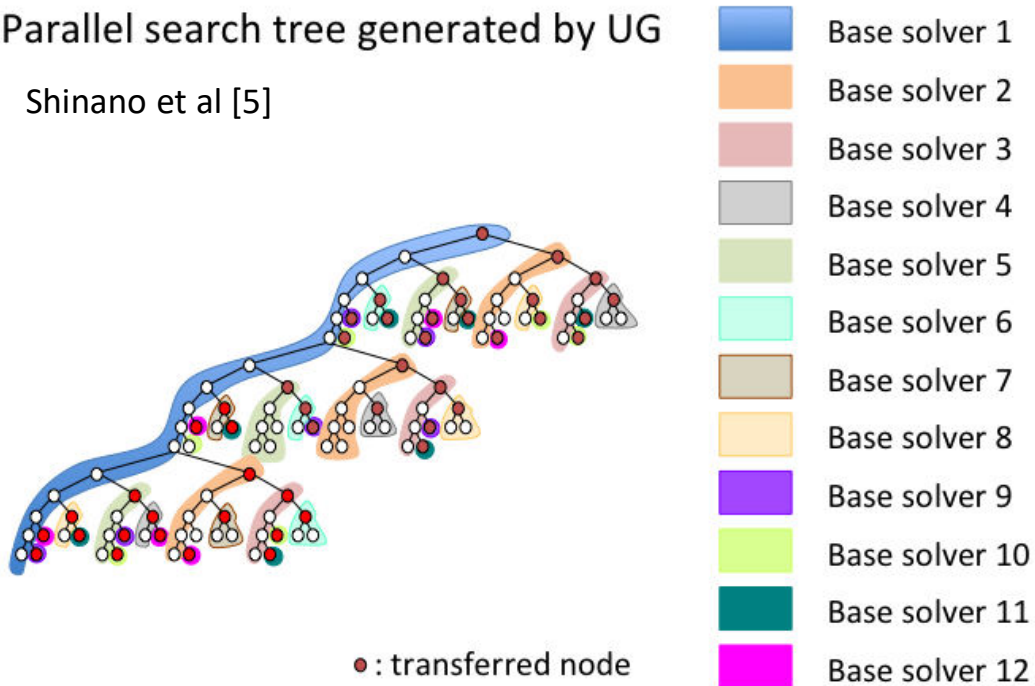 Parallel search tree generated by UG
Shinano et al [5]
Base solver 1
Base solver 2
Base solver 3
Base solver 4
Base solver 5
Base solver 6
Base solver 7
Base solver 8
Base solver 9
Base solver 10
Base solver 11
Base solver 12
: transferred node